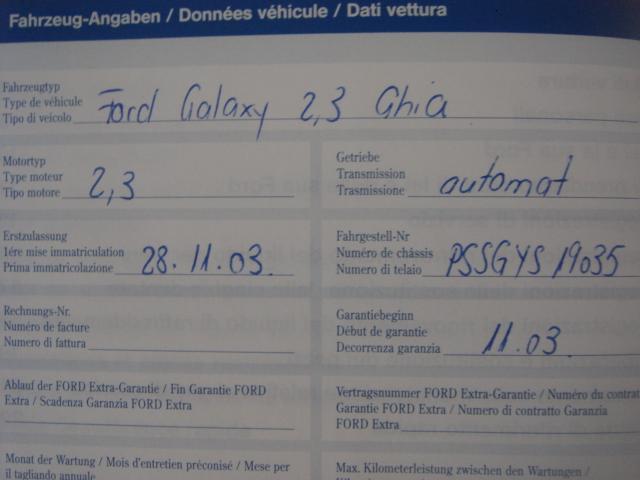 Fahrzeug-Angaben / Données véhicule / Dati vettura
Fahrzeugtyp
Type de véhicule
Tipo di veicolo
Ford Galaxy 2,3 Ghia
Motortyp
Type moteur
Tipo motore
2,3
Getriebe
Transmission
Trasmissione
automat
Erstzulassung
1ére mise immatriculation
Prima immatricolazione
28.11.03.
Fahrgestell-Nr
Numéro de châssis
Numero di telaio
PSSGYS 19035
Rechnungs-Nr.
Numéro de facture
Numero di fattura
Garantiebeginn
Début de garantie
Decorrenza garanzia
11.03.
Ablauf der FORD Extra-Garantie / Fin Garantie FORD
Extra / Scadenza Garanzia FORD Extra
Vertragsnummer FORD Extra-Garantie / Numéro du contrat
Garantie FORD Extra / Numero di contratto Garanzia
FORD Extra
Monat der Wartung / Mois d'entretien préconisé / Mese per
il tagliando annuale
Max. Kilometerleistung zwischen den Wartungen /